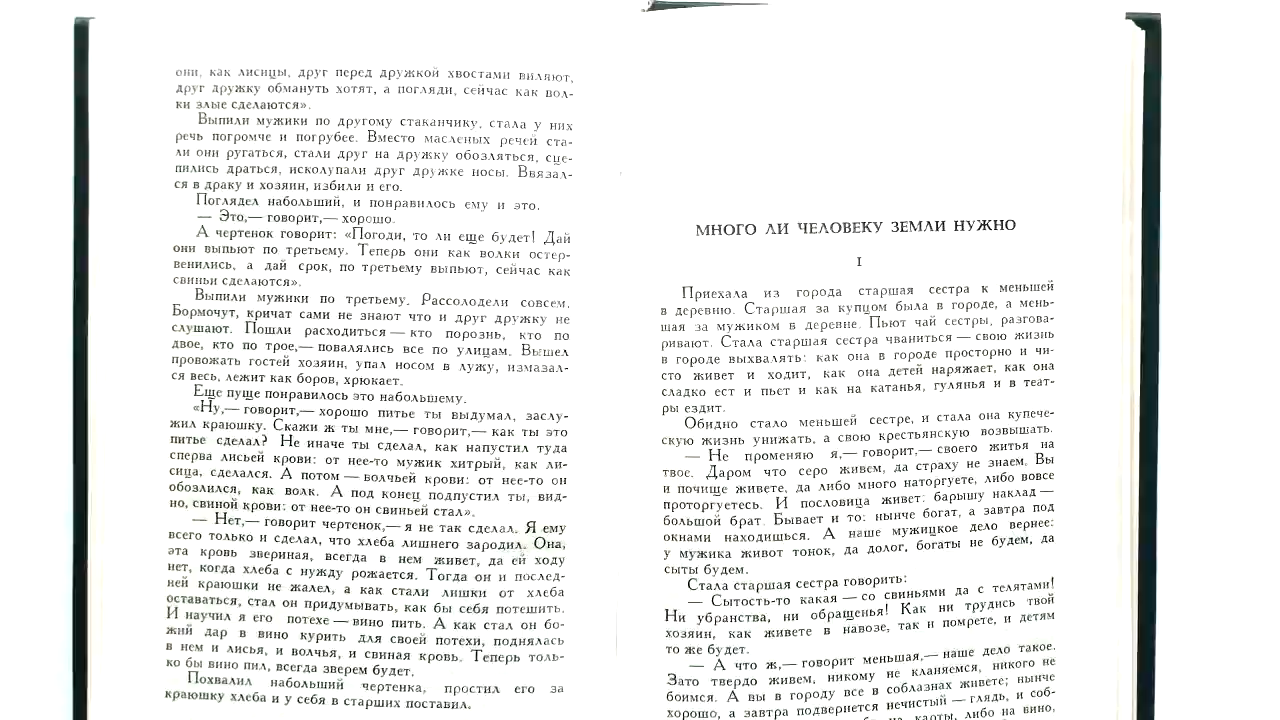 они, как лисицы, друг перед дружкой хвостами виляют,
друг дружку обмануть хотят, а погляди, сейчас как вол-
ки злые сделаются».
Выпили мужики по другому стаканчику, стала у них
речь погромче и погрубее. Вместо масленых речей ста-
ли они ругаться, стали друг на дружку обозляться, сце-
пились драться, исколупали друг дружке носы. Ввязал-
ся в драку и хозяин, избили и его.
Поглядел набольший, и понравилось ему и это.
— Это,— говорит,— хорошо.
А чертенок говорит: «Погоди, то ли еще будет! Дай
они выпьют по третьему. Теперь они как волки остер-
венились, а дай срок, по третьему выпьют, сейчас как
свиньи сделаются».
Выпили мужики по третьему. Рассолодели совсем.
Бормочут, кричат сами не знают что и друг дружку не
слушают. Пошли расходиться — кто порознь, кто по
двое, кто по трое,— повалялись все по улицам. Вышел
провожать гостей хозяин, упал носом в лужу, измазал-
ся весь, лежит как боров, хрюкает.
Еще пуще понравилось это набольшему.
«Ну,— говорит,— хорошо питье ты выдумал, заслу-
жил краюшку. Скажи ж ты мне,— говорит,— как ты это
питье сделал? Не иначе ты сделал, как напустил туда
сперва лисьей крови: от нее-то мужик хитрый, как ли-
сица, сделался. А потом — волчьей крови: от нее-то он
обозлился, как волк. А под конец подпустил ты, вид-
но, свиной крови: от нее-то он свиньей стал».
— Нет,— говорит чертенок,— я не так сделал. Я ему
всего только и сделал, что хлеба лишнего зародил. Она,
эта кровь звериная, всегда в нем живет, да ей ходу
нет, когда хлеба с нужду рожается. Тогда он и послед-
ней краюшки не жалел, а как стали лишки от хлеба
оставаться, стал он придумывать, как бы себя потешить.
И научил я его потехе — вино пить. А как стал он бо-
жий дар в вино курить для своей потехи, поднялась
в нем и лисья, и волчья, и свиная кровь. Теперь толь-
ко бы вино пил, всегда зверем будет.
Похвалил набольший чертенка, простил его за
краюшку хлеба и у себя в старших поставил.
МНОГО ЛИ ЧЕЛОВЕКУ ЗЕМЛИ НУЖНО
I
Приехала из города старшая сестра к меньшей
в деревню. Старшая за купцом была в городе, а мень-
шая за мужиком в деревне. Пьют чай сестры, разгова-
ривают. Стала старшая сестра чваниться — свою жизнь
в городе выхвалять: как она в городе просторно и чи-
сто живет и ходит, как она детей наряжает, как она
сладко ест и пьет и как на катанья, гулянья и в театр-
ры ездит.
Обидно стало меньшей сестре, и стала она купече-
скую жизнь унижать, а свою крестьянскую возвышать.
— Не променяю я,— говорит,— своего житья на
твое. Даром что серо живем, да страху не знаем. Вы
и почище живете, да либо много наторгуете, либо вовсе
проторгуетесь. И пословица живет: барышу наклад —
большой брат. Бывает и то: нынче богат, а завтра под
окнами находишься. А наше мужицкое дело вернее:
у мужика живот тонок, да долог, богаты не будем, да
сыты будем.
Стала старшая сестра говорить:
— Сытость-то какая — со свиньями да с телятами!
Ни убранства, ни обращенья! Как ни трудись твой
хозяин, как живете в навозе, так и помрете, и детям
то же будет.
— А что ж,— говорит меньшая,— наше дело такое.
Зато твердо живем, никому не кланяемся, никого не
боимся. А вы в городу все в соблазнах живете; нынче
хорошо, а завтра подвернется нечистый — глядь, и соб-
на карты, либо на вино,